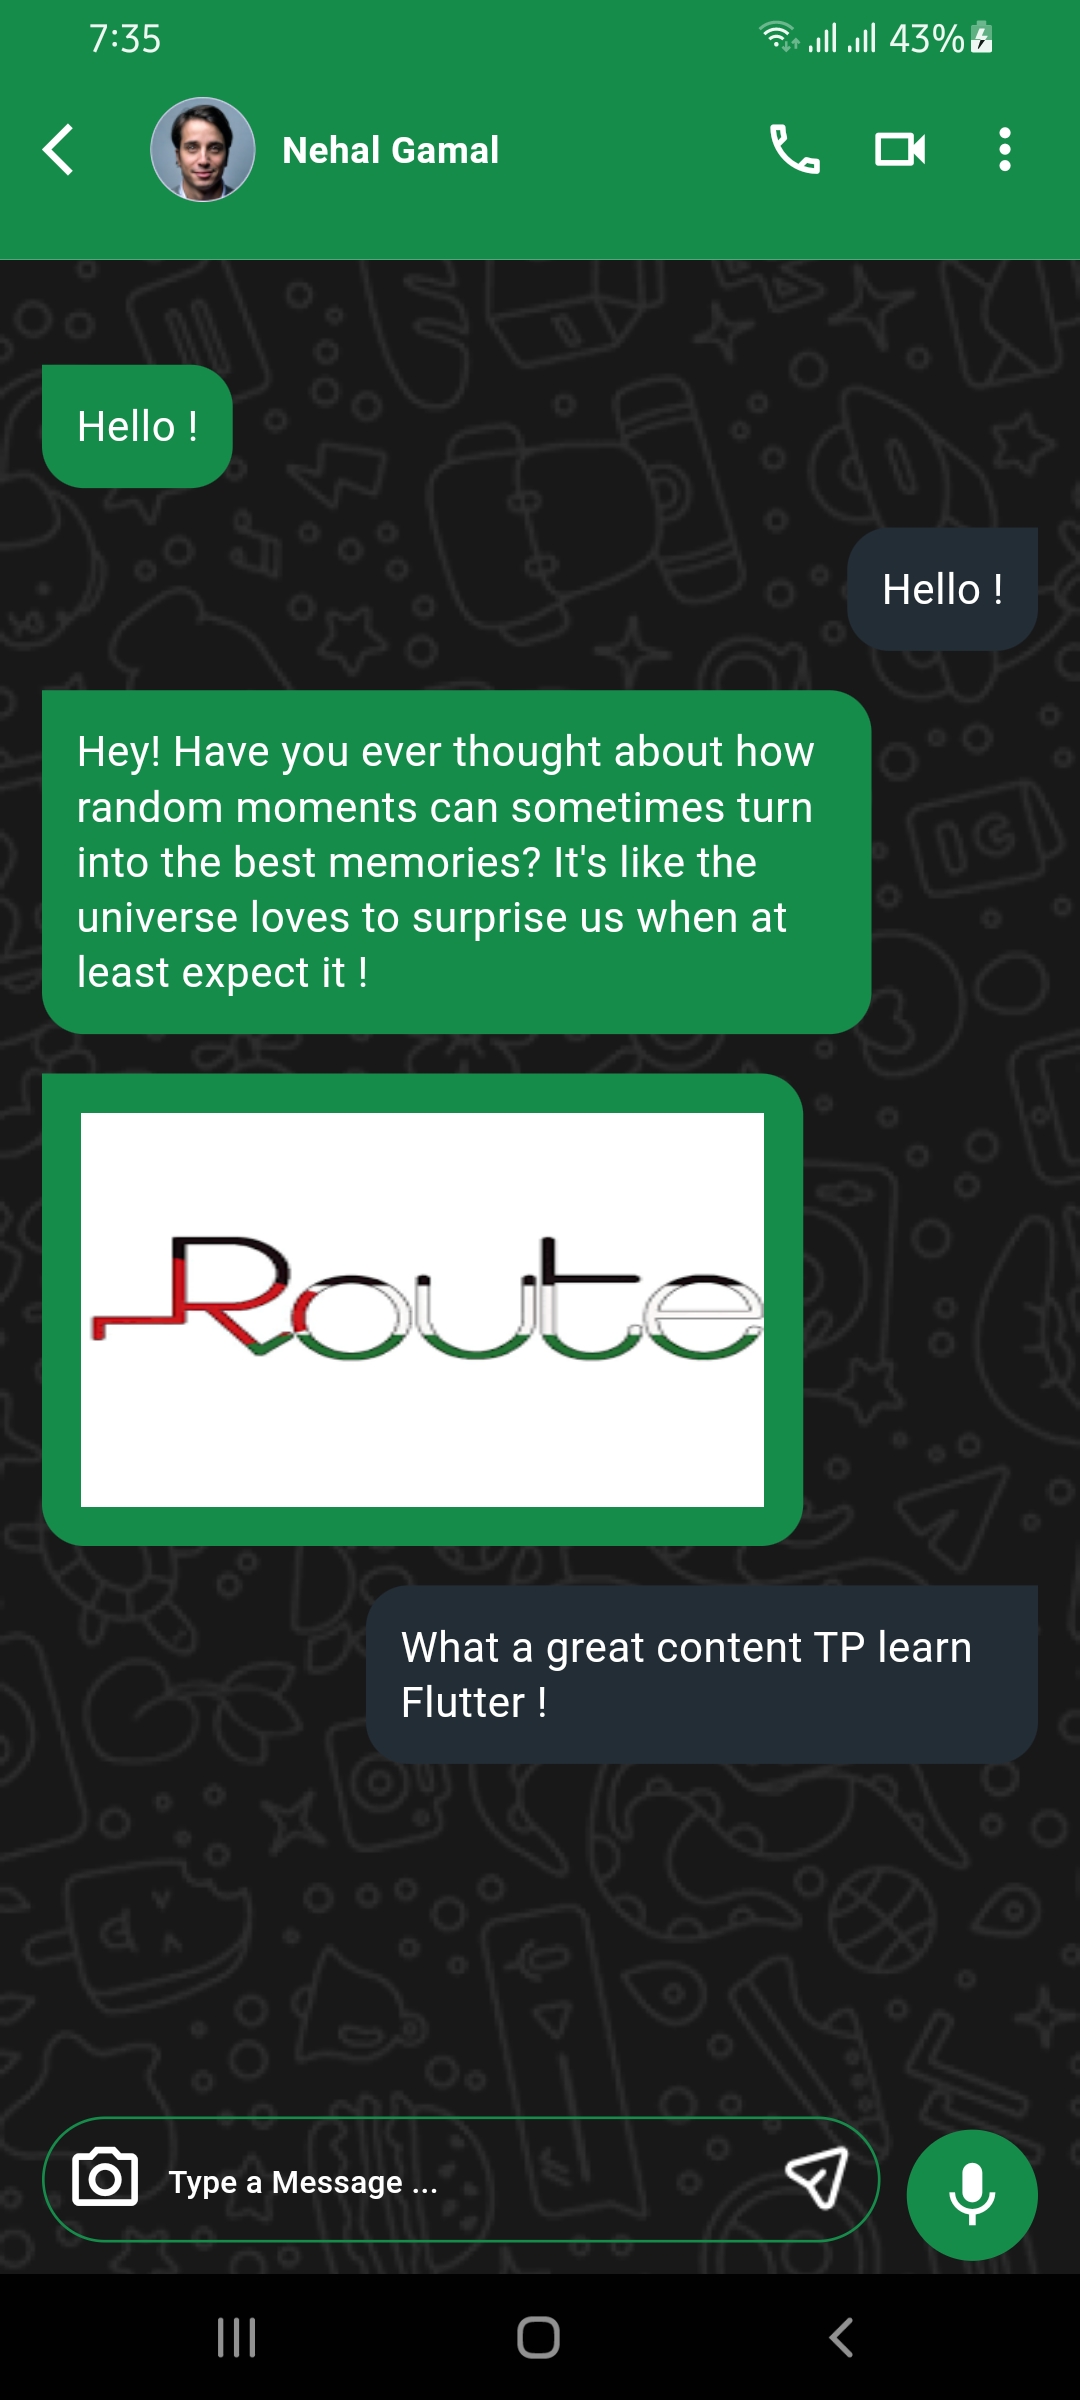 7:35
43%
Nehal Gamal
Hello !
Hello !
Hey! Have you ever thought about how
random moments can sometimes turn
into the best memories? It's like the
universe loves to surprise us when at
least expect it !
Route
What a great content TP learn
Flutter !
Type a Message ...